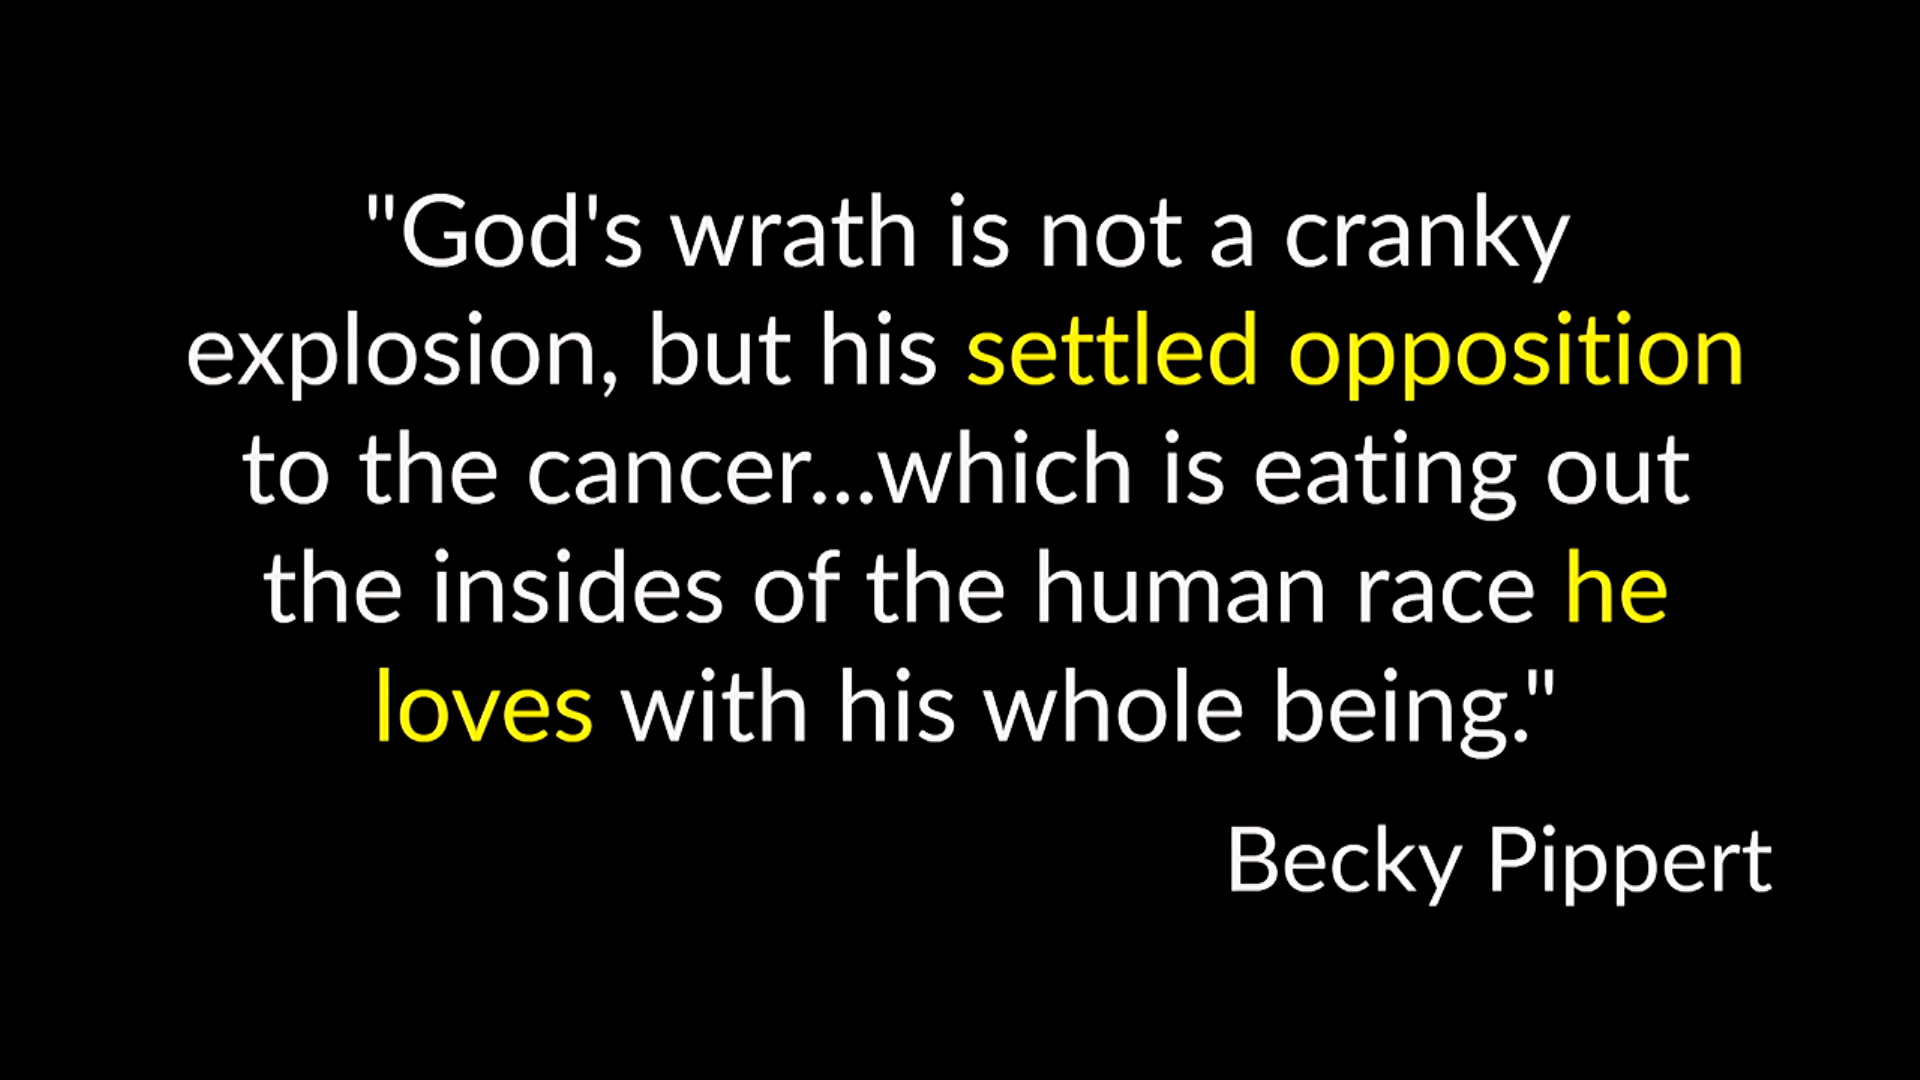 "God's wrath is not a cranky
explosion, but his settled opposition
to the cancer...which is eating out
the insides of the human race he
loves with his whole being."
Becky Pippert